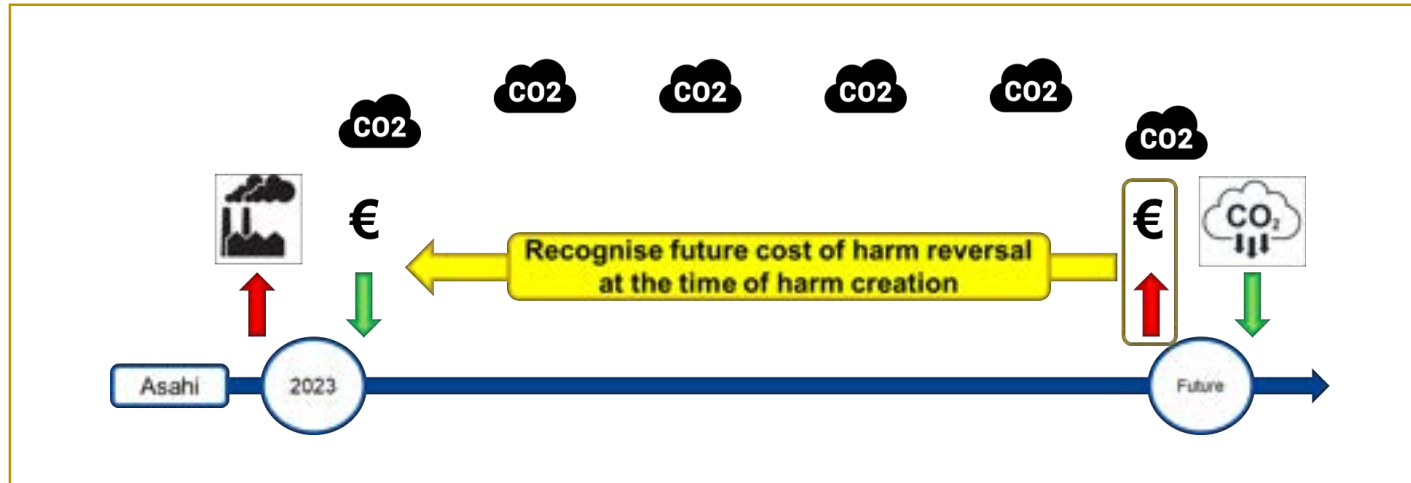 CO2
CO2
CO2
CO2
CO2
CO2
€
€
CO₂
Recognise future cost of harm reversal
at the time of harm creation
Asahi
2023
Future